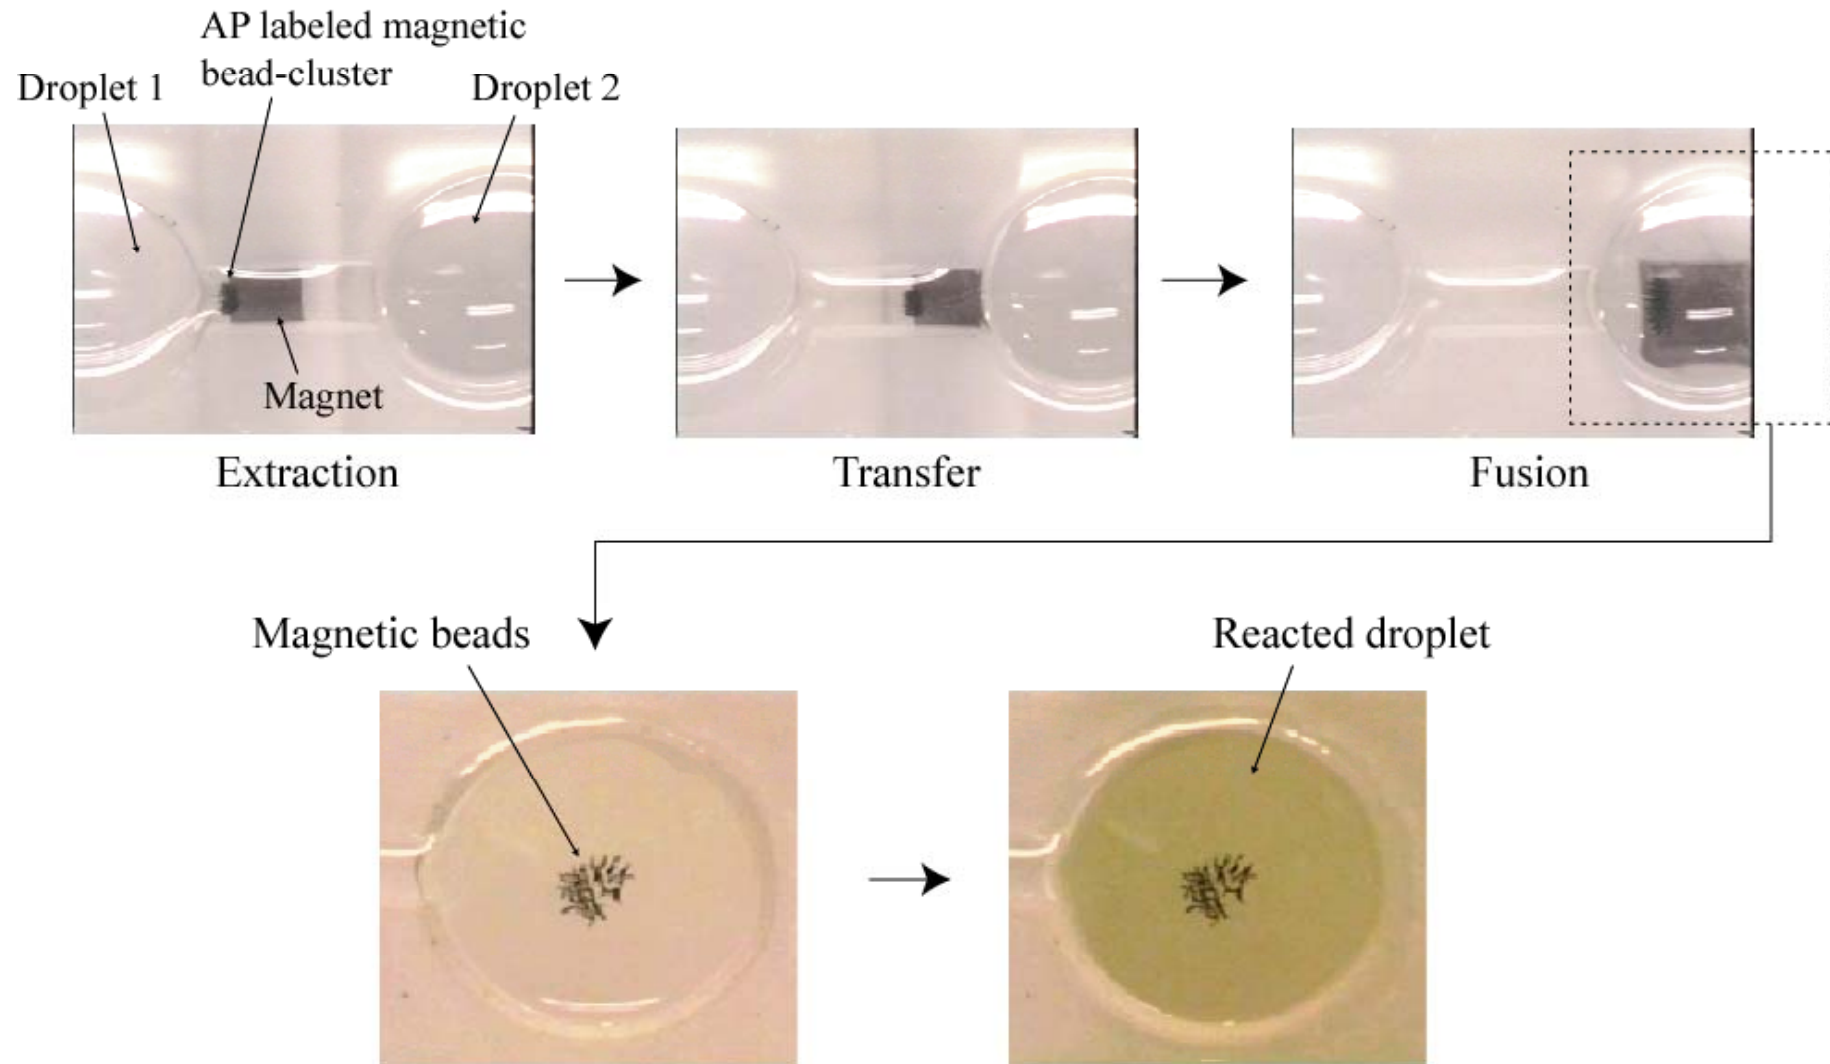 AP labeled magnetic
bead-cluster
Droplet 1
Droplet 2
Magnet
Extraction
Transfer
Fusion
Magnetic beads
Reacted droplet